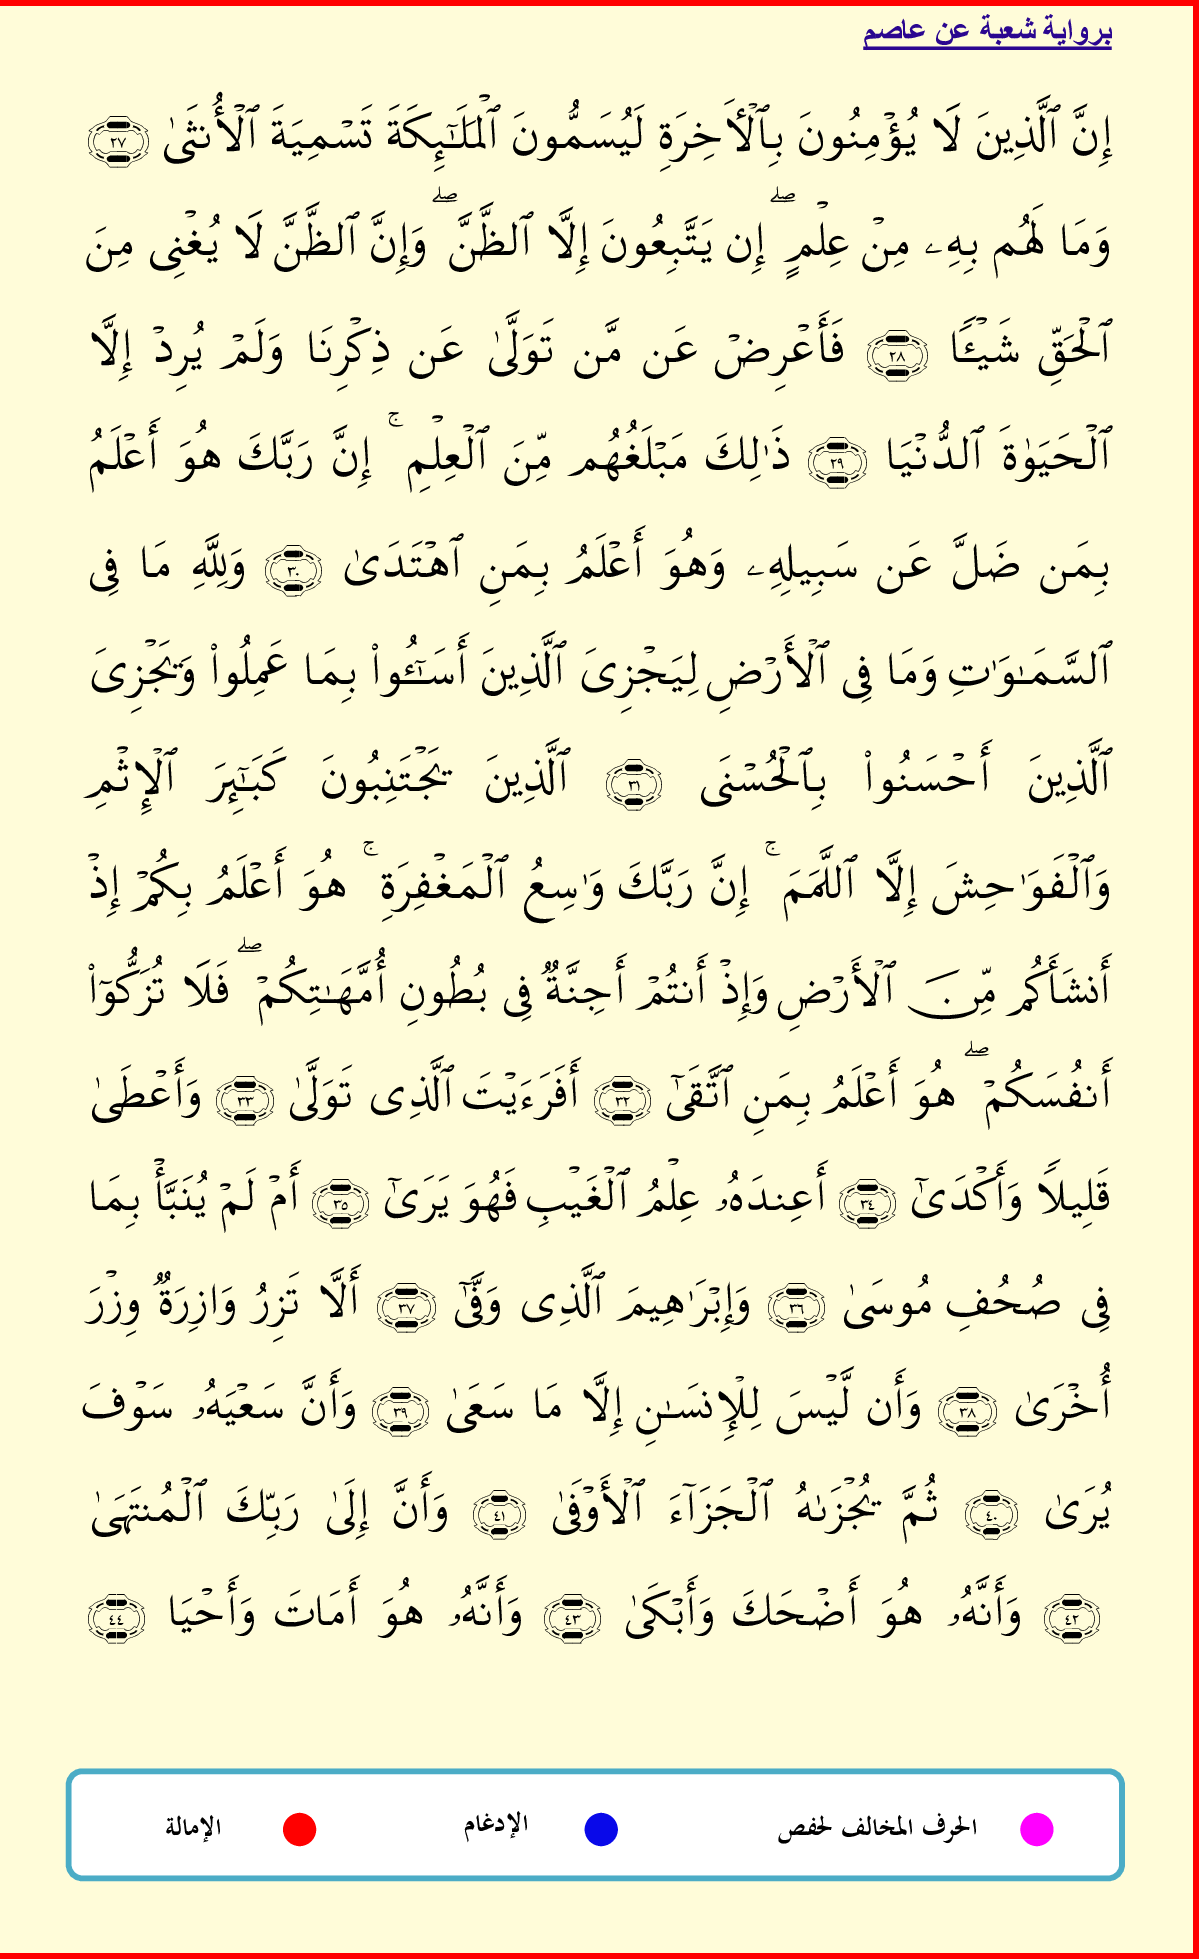 برواية شعبة عن عاصم
إِنَّ ٱلَّذِينَ لَا يُؤۡمِنُونَ بِٱلۡأٓخِرَةِ لَيُسَمُّونَ ٱلۡمَلَٰٓئِكَةَ تَسۡمِيَةَ ٱلۡأُنثَىٰ ٢٧
وَمَا لَهُم بِهِۦ مِنۡ عِلۡمٍۖ إِن يَتَّبِعُونَ إِلَّا ٱلظَّنَّۖ وَإِنَّ ٱلظَّنَّ لَا يُغۡنِى مِنَ
ٱلۡحَقِّ شَيۡـًٔا ٢٨ فَأَعۡرِضۡ عَن مَّن تَوَلَّىٰ عَن ذِكۡرِنَا وَلَمۡ يُرِدۡ إِلَّا
ٱلۡحَيَوٰةَ ٱلدُّنۡيَا ٢٩ ذَٰلِكَ مَبۡلَغُهُم مِّنَ ٱلۡعِلۡمِۚ إِنَّ رَبَّكَ هُوَ أَعۡلَمُ
بِمَن ضَلَّ عَن سَبِيلِهِۦ وَهُوَ أَعۡلَمُ بِمَنِ ٱهۡتَدَىٰ ٣٠ وَلِلَّهِ مَا فِى
ٱلسَّمَٰوَٰتِ وَمَا فِى ٱلۡأَرۡضِ لِيَجۡزِىَ ٱلَّذِينَ أَسَٰٓـُٔوا۟ بِمَا عَمِلُوا۟ وَيَجۡزِىَ
ٱلَّذِينَ أَحۡسَنُوا۟ بِٱلۡحُسۡنَى ٣١ ٱلَّذِينَ يَجۡتَنِبُونَ كَبَٰٓئِرَ ٱلۡإِثۡمِ
وَٱلۡفَوَٰحِشَ إِلَّا ٱللَّمَمَۚ إِنَّ رَبَّكَ وَٰسِعُ ٱلۡمَغۡفِرَةِۚ هُوَ أَعۡلَمُ بِكُمۡ إِذۡ
أَنشَأَكُم مِّنَ ٱلۡأَرۡضِ وَإِذۡ أَنتُمۡ أَجِنَّةٌ فِى بُطُونِ أُمَّهَٰتِكُمۡۖ فَلَا تُزَكُّوٓا۟
أَنفُسَكُمۡۖ هُوَ أَعۡلَمُ بِمَنِ ٱتَّقَىٰٓ ٣٢ أَفَرَءَيۡتَ ٱلَّذِى تَوَلَّىٰ ٣٣ وَأَعۡطَىٰ
قَلِيلًا وَأَكۡدَىٰٓ ٣٤ أَعِندَهُۥ عِلۡمُ ٱلۡغَيۡبِ فَهُوَ يَرَىٰٓ ٣٥ أَمۡ لَمۡ يُنَبَّأۡ بِمَا
فِى صُحُفِ مُوسَىٰ ٣٦ وَإِبۡرَٰهِيمَ ٱلَّذِى وَفَّىٰٓ ٣٧ أَلَّا تَزِرُ وَازِرَةٌ وِزۡرَ
أُخۡرَىٰ ٣٨ وَأَن لَّيۡسَ لِلۡإِنسَٰنِ إِلَّا مَا سَعَىٰ ٣٩ وَأَنَّ سَعۡيَهُۥ سَوۡفَ
يُرَىٰ ٤٠ ثُمَّ يُجۡزَىٰهُ ٱلۡجَزَآءَ ٱلۡأَوۡفَىٰ ٤١ وَأَنَّ إِلَىٰ رَبِّكَ ٱلۡمُنتَهَىٰ
٤٢ وَأَنَّهُۥ هُوَ أَضۡحَكَ وَأَبۡكَىٰ ٤٣ وَأَنَّهُۥ هُوَ أَمَاتَ وَأَحۡيَا ٤٤
الحرف المخالف لحفص الإدغام الإمالة